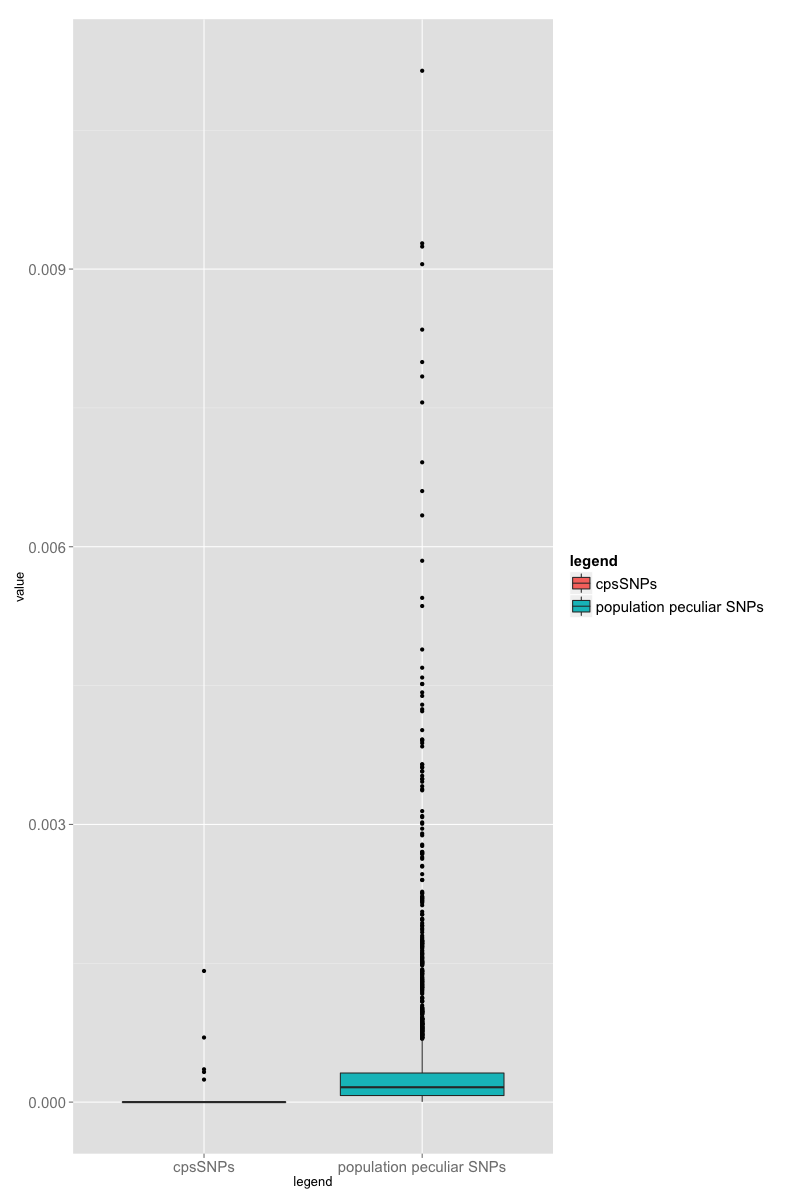 0.009
0.006
0.003
0.000
value
cpsSNPs
population peculiar SNPs
legend
legend
cpsSNPs
population peculiar SNPs